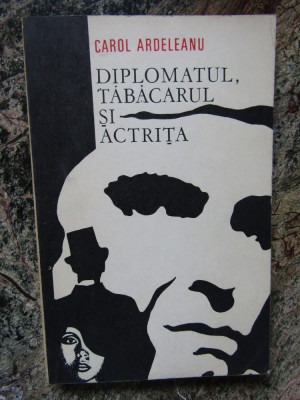 CAROL ARDELEANU
DIPLOMATUL,
TĂBĂCARUL
ȘI
ACTRIȚA